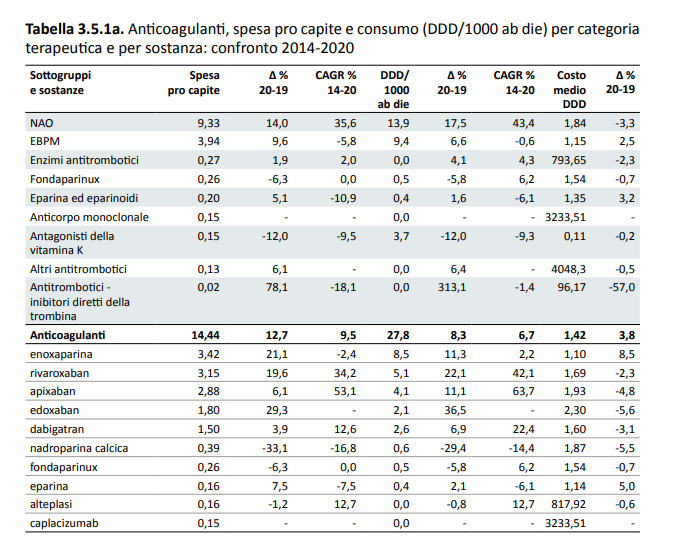 Tabella 3.5.1a. Anticoagulanti, spesa pro capite e consumo (DDD/1000 ab die) per categoria
terapeutica e per sostanza: confronto 2014-2020
Sottogruppi e sostanze Spesa pro capite Δ % 20-19 CAGR % 14-20 DDD/ 1000 ab die Δ % 20-19 CAGR % 14-20 Costo medio DDD Δ % 20-19
NAO 9,33 14,0 35,6 13,9 17,5 43,4 1,84 -3,3
EBPM 3,94 9,6 -5,8 9,4 6,6 -0,6 1,15 2,5
Enzimi antitrombotici 0,27 1,9 2,0 0,0 4,1 4,3 793,65 -2,3
Fondaparinux 0,26 -6,3 0,0 0,5 -5,8 6,2 1,54 -0,7
Eparina ed eparinoidi 0,20 5,1 -10,9 0,4 1,6 -6,1 1,35 3,2
Anticorpo monoclonale 0,15 - - 0,0 - - 3233,51 -
Antagonisti della 0,15 -12,0 -9,5 3,7 -12,0 -9,3 0,11 -0,2
vitamina K
Altri antitrombotici 0,13 6,1 - 0,0 6,4 - 4048,3 -0,5
Antitrombotici - 0,02 78,1 -18,1 0,0 313,1 -1,4 96,17 -57,0
inibitori diretti della
trombina
Anticoagulanti 14,44 12,7 9,5 27,8 8,3 6,7 1,42 3,8
enoxaparina 3,42 21,1 -2,4 8,5 11,3 2,2 1,10 8,5
rivaroxaban 3,15 19,6 34,2 5,1 22,1 42,1 1,69 -2,3
apixaban 2,88 6,1 53,1 4,1 11,1 63,7 1,93 -4,8
edoxaban 1,80 29,3 - 2,1 36,5 - 2,30 -5,6
dabigatran 1,50 3,9 12,6 2,6 6,9 22,4 1,60 -3,1
nadroparina calcica 0,39 -33,1 -16,8 0,6 -29,4 -14,4 1,87 -5,5
fondaparinux 0,26 -6,3 0,0 0,5 -5,8 6,2 1,54 -0,7
eparina 0,16 7,5 -7,5 0,4 2,1 -6,1 1,14 5,0
alteplasi 0,16 -1,2 12,7 0,0 -0,8 12,7 817,92 -0,6
caplacizumab 0,15 - - 0,0 - - 3233,51 -